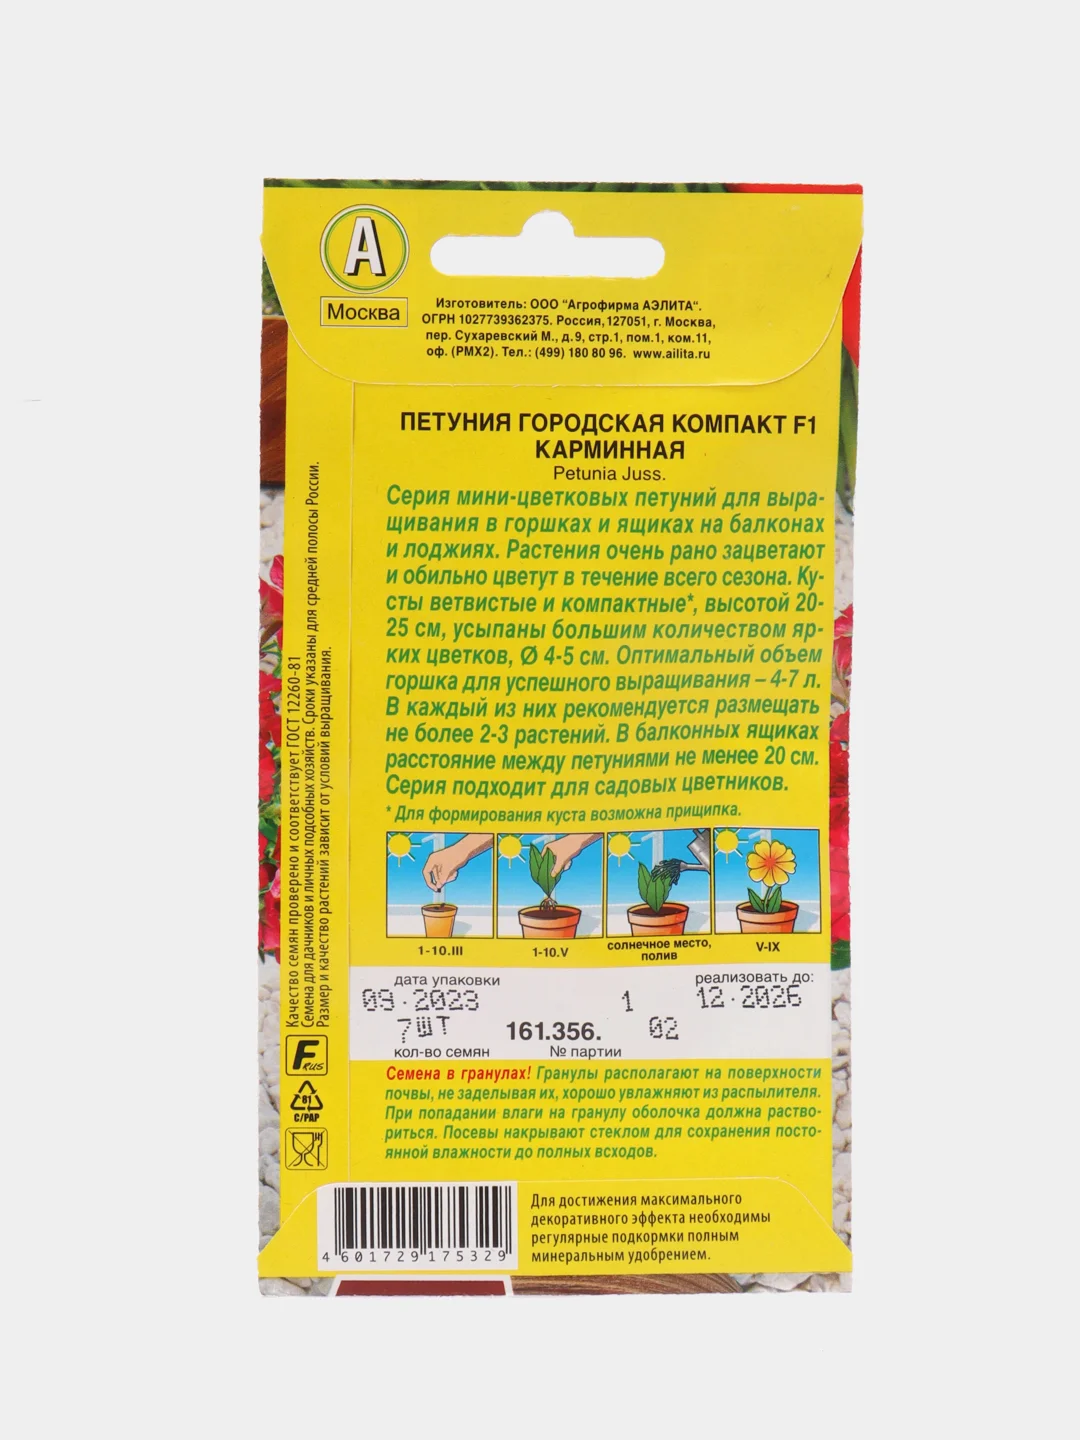 А
Москва
Изготовитель: ООО "Агрофирма АЭЛИТА".
ОГРН 1027739362375. Россия,127051, г. Москва,
пер. Сухаревский М., д.9, стр.1, пом.1, ком.11,
оф. (РМХ2). Тел.: (499) 180 80 96. www.ailita.ru
ПЕТУНИЯ ГОРОДСКАЯ КОМПАКТ F1
КАРМИННАЯ
Petunia Juss.
Серия мини-цветковых петуний для выра-
щивания в горшках и ящиках на балконах
и лоджиях. Растения очень рано зацветают
и обильно цветут в течение всего сезона. Ку-
сты ветвистые и компактные*, высотой 20-
25 см, усыпаны большим количеством яр-
ких цветков, Ø 4-5 см. Оптимальный объем
горшка для успешного выращивания – 4-7 л.
В каждый из них рекомендуется размещать
не более 2-3 растений. В балконных ящиках
расстояние между петуниями не менее 20 см.
Серия подходит для садовых цветников.
* Для формирования куста возможна прищипка.
1-10.III
1-10.V
солнечное место,
полив
V-IX
дата упаковки
09.2023
1
реализовать до:
12.2026
7шт
161.356.
02
кол-во семян
№ партии
Семена в гранулах! Гранулы располагают на поверхности
почвы, не заделывая их, хорошо увлажняют из распылителя.
При попадании влаги на гранулу оболочка должна раство-
риться. Посевы накрывают стеклом для сохранения посто-
янной влажности до полных всходов.
Качество семян проверено и соответствует ГОСТ 12260-81
Семена для дачников и личных подсобных хозяйств. Сроки указаны для средней полосы России.
Размер и качество растений зависит от условий выращивания.
F RUS
81
C/PAP
4 601729 175329
Для достижения максимального
декоративного эффекта необходимы
регулярные подкормки полным
минеральным удобрением.